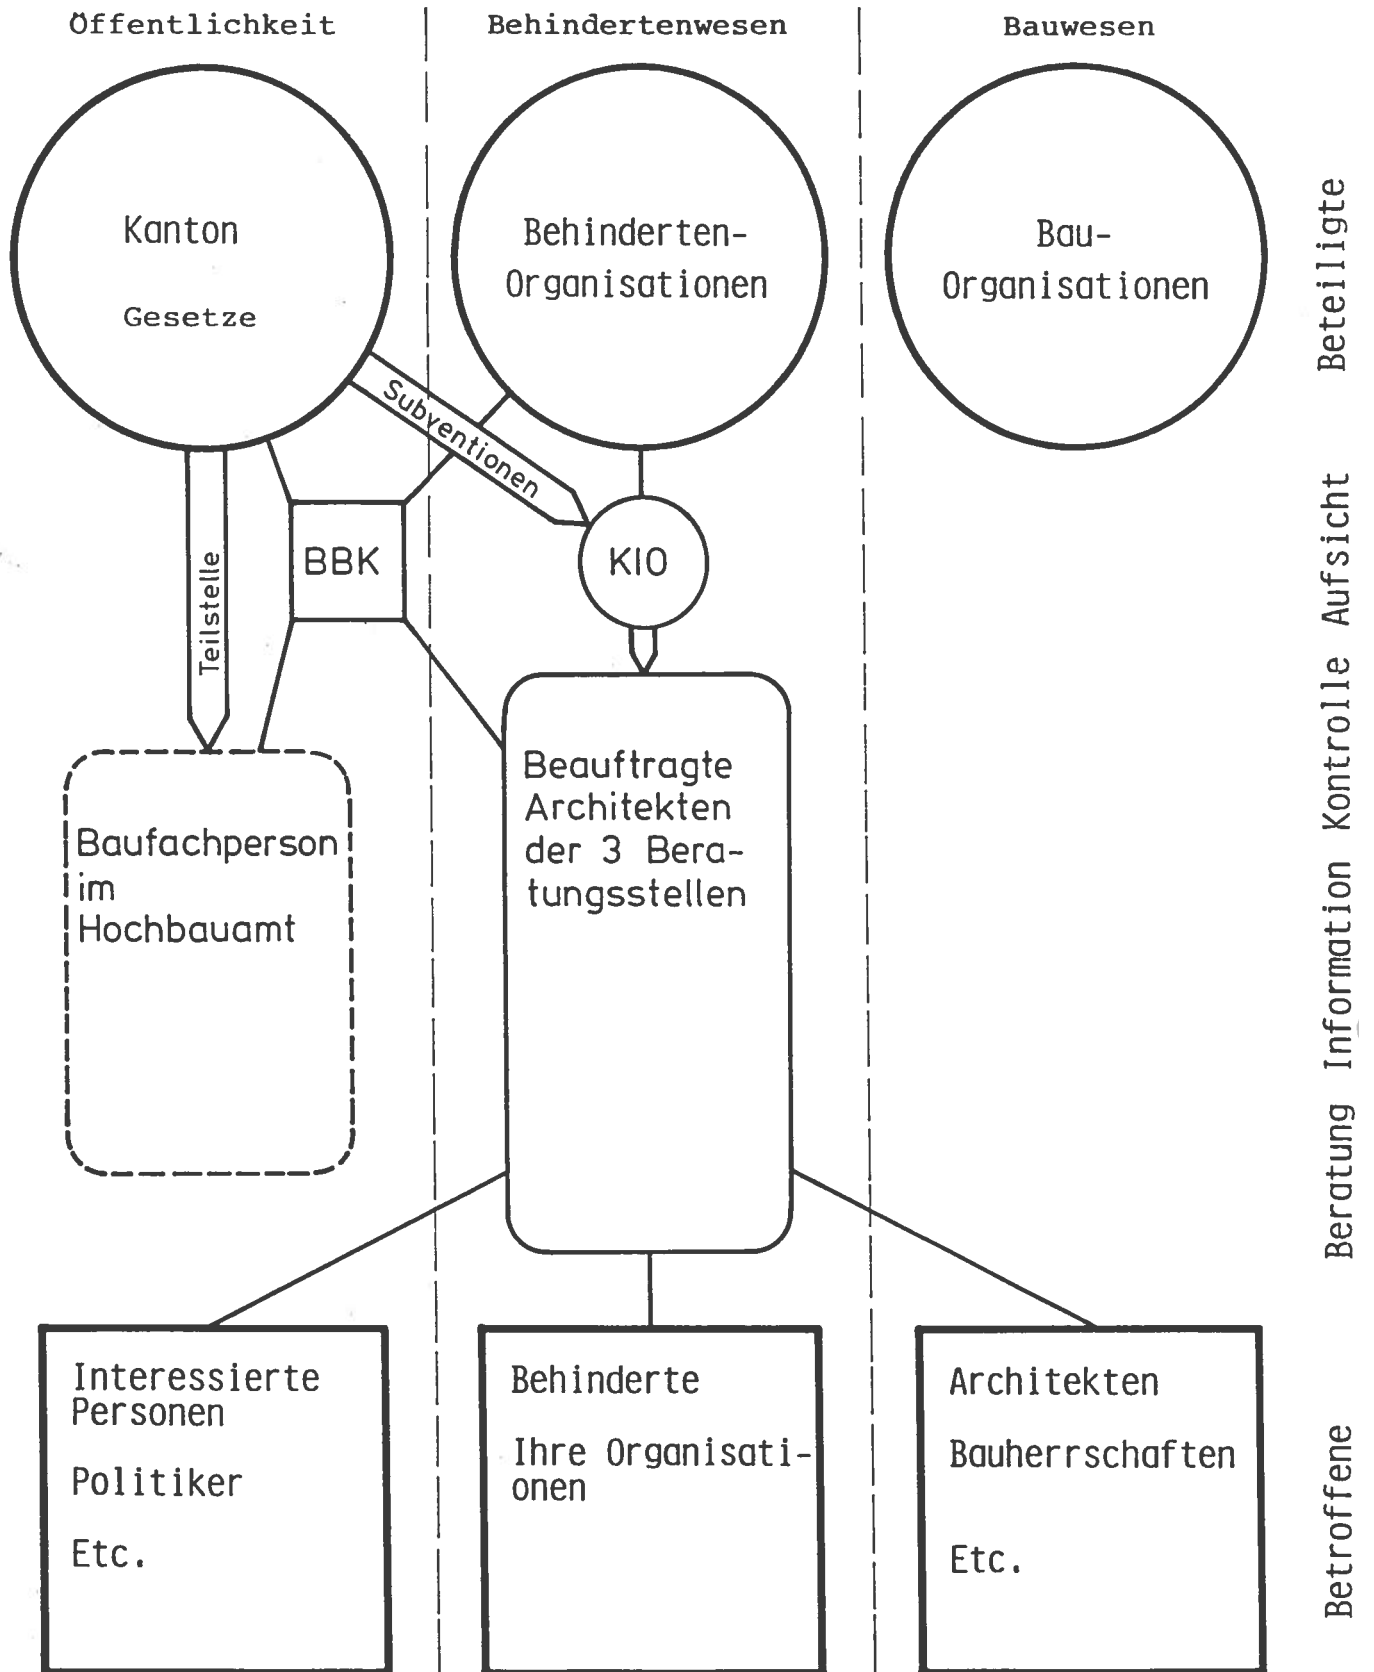 Öffentlichkeit
Behindertenwesen
Bauwesen
Kanton
Gesetze
Behinderten-
Organisationen
Bau-
Organisationen
Beteiligte
Subventionen
Teilstelle
BBK
KIO
Beratung Information Kontrolle Aufsicht
Baufachperson
im
Hochbauamt
Beauftragte
Architekten
der 3 Bera-
tungsstellen
Interessierte
Personen
Politiker
Etc.
Behinderte
Ihre Organisati-
onen
Architekten
Bauherrschaften
Etc.
Betroffene